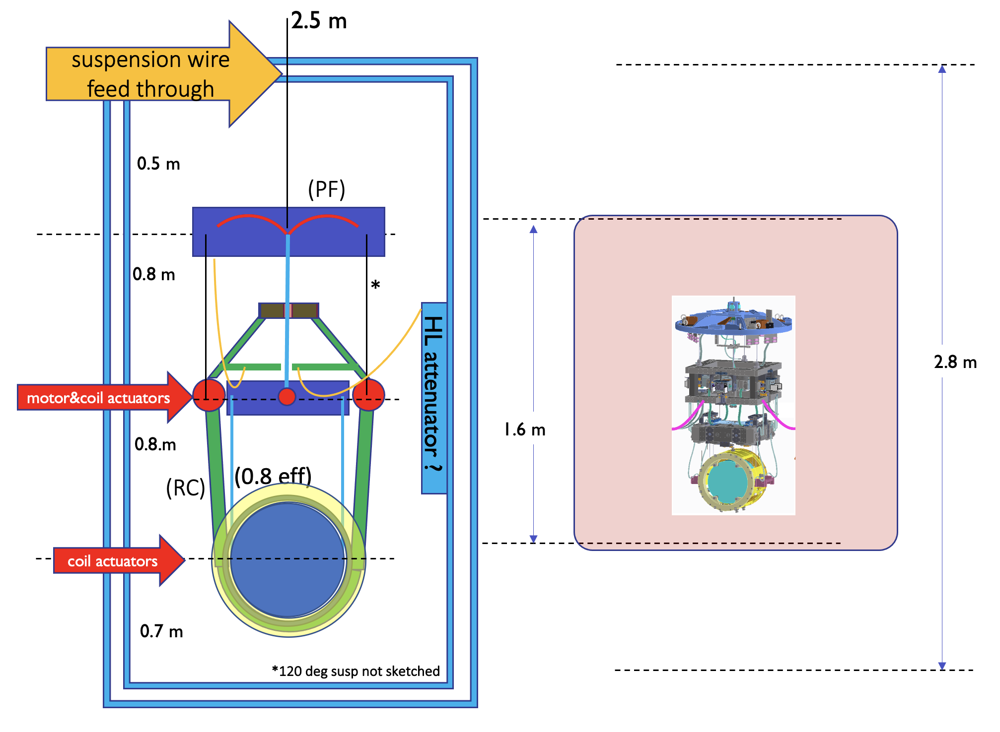 2.5 m
suspension wire
feed through
0.5 m
(PF)
0.8 m
*
HL attenuator ?
motor&coil actuators
2.8 m
1.6 m
0.8.m
(0.8 eff)
(RC)
coil actuators
0.7 m
*120 deg susp not sketched